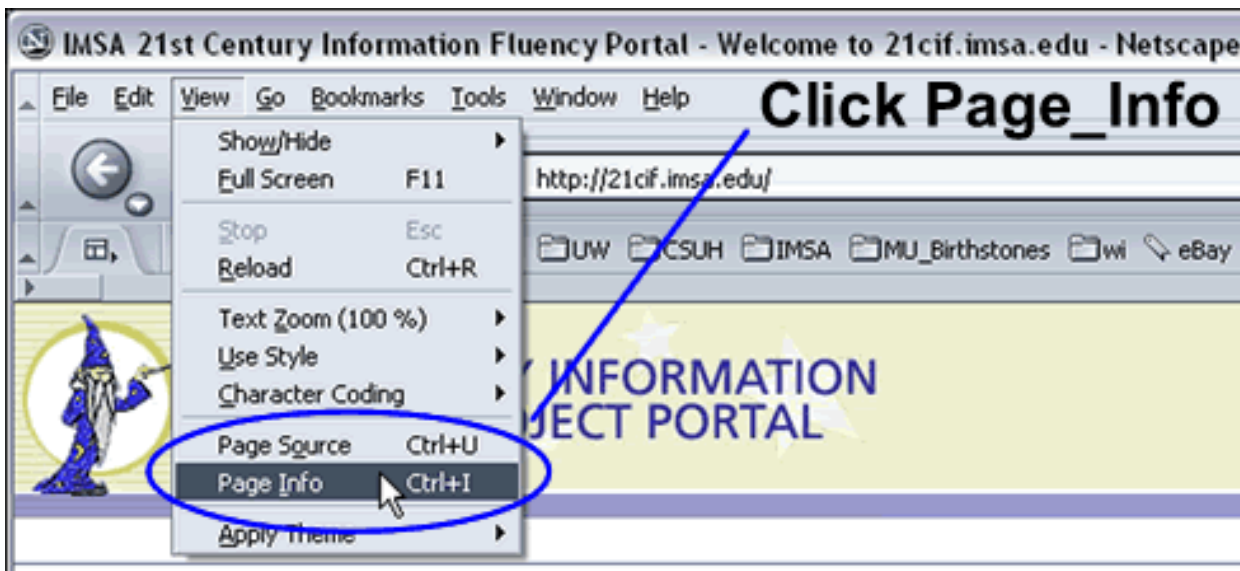 IMSA 21st Century Information Fluency Portal - Welcome to 21cif.imsa.edu - Netscape
File Edit View Go Bookmarks Tools Window Help
Click Page_Info
Show/Hide
Full Screen F11
http://21cif.imsa.edu/
Stop Esc
UW CSUH IMSA MU_Birthstones wi eBay
Reload Ctrl+R
Text Zoom (100 %)
Use Style
INFORMATION
Character Coding
JECT PORTAL
Page Source Ctrl+U
Page Info Ctrl+I
Apply Theme